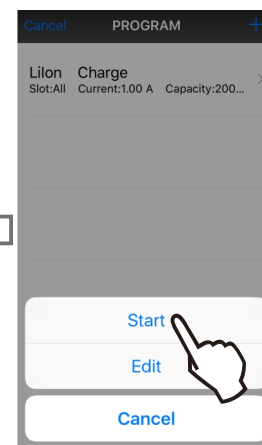 Cancel PROGRAM +
LiIon Charge
Slot:All Current:1.00 A Capacity:200...
Start
Edit
Cancel